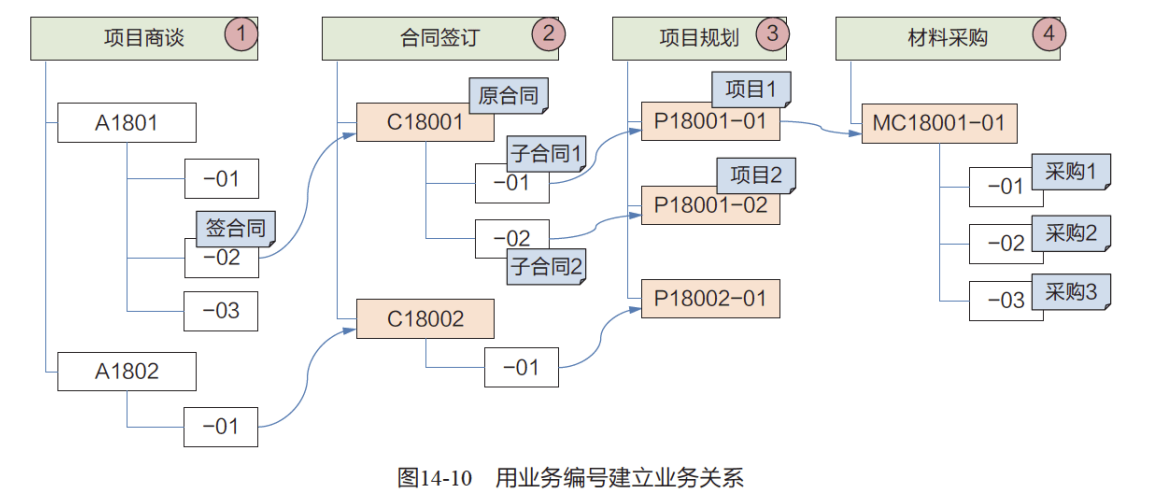 项目商谈 1
A1801
-01
签合同
-02
-03
A1802
-01
合同签订 2
原合同
C18001
子合同1
-01
-02
子合同2
C18002
-01
项目规划 3
项目1
P18001-01
项目2
P18001-02
P18002-01
材料采购 4
MC18001-01
-01 采购1
-02 采购2
-03 采购3
图14-10 用业务编号建立业务关系